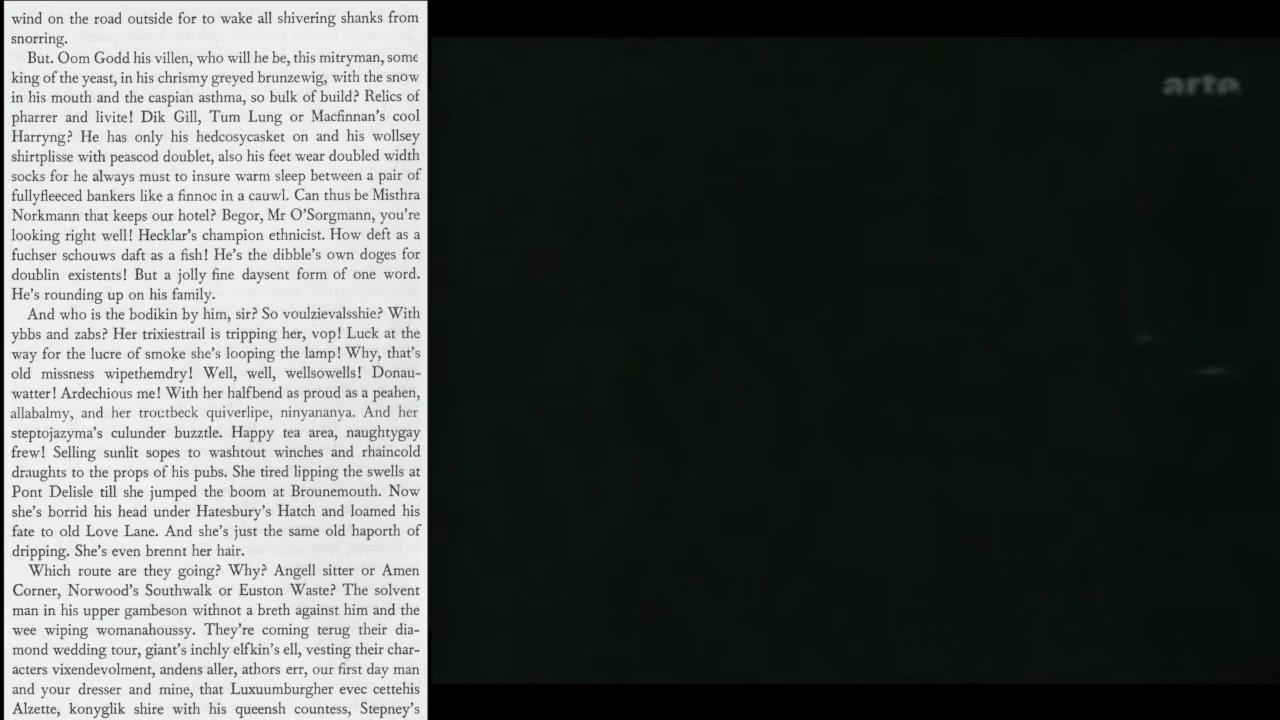 wind on the road outside for to wake all shivering shanks from
snorring.
But. Oom Godd his villen, who will he be, this mitryman, some
king of the yeast, in his chrismy greyed brunzewig, with the snow
in his mouth and the caspian asthma, so bulk of build? Relics of
pharrer and livite! Dik Gill, Tum Lung or Macfinnan's cool
Harryng? He has only his hedcosycasket on and his wollsey
shirtplisse with peascod doublet, also his feet wear doubled width
socks for he always must to insure warm sleep between a pair of
fullyfleeced bankers like a finnoc in a cauwl. Can thus be Misthra
Norkmann that keeps our hotel? Begor, Mr O'Sorgmann, you're
looking right well! Hecklar's champion ethnicist. How deft as a
fuchser schouws daft as a fish! He's the dibble's own doges for
doublin existents! But a jolly fine daysent form of one word.
He's rounding up on his family.
And who is the bodikin by him, sir? So voulzievalsshie? With
ybbs and zabs? Her trixiestrail is tripping her, vop! Luck at the
way for the lucre of smoke she's looping the lamp! Why, that's
old missness wipethemdry! Well, well, wellsowells! Donau-
watter! Ardechious me! With her halfbend as proud as a peahen,
allabalmy, and her troutbeck quiverlipe, ninyananya. And her
steptojazyma's culunder buzztle. Happy tea area, naughtygay
frew! Selling sunlit sopes to washtout winches and rhaincold
draughts to the props of his pubs. She tired lipping the swells at
Pont Delisle till she jumped the boom at Brounemouth. Now
she's borrid his head under Hatesbury's Hatch and loamed his
fate to old Love Lane. And she's just the same old haporth of
dripping. She's even brennt her hair.
Which route are they going? Why? Angell sitter or Amen
Corner, Norwood's Southwalk or Euston Waste? The solvent
man in his upper gambeson withnot a breth against him and the
wee wiping womanahoussy. They're coming terug their dia-
mond wedding tour, giant's inchly elfkin's ell, vesting their char-
acters vixendevolment, andens aller, athors err, our first day man
and your dresser and mine, that Luxuumburgher evec cettehis
Alzette, konyglik shire with his queensh countess, Stepney's
arte